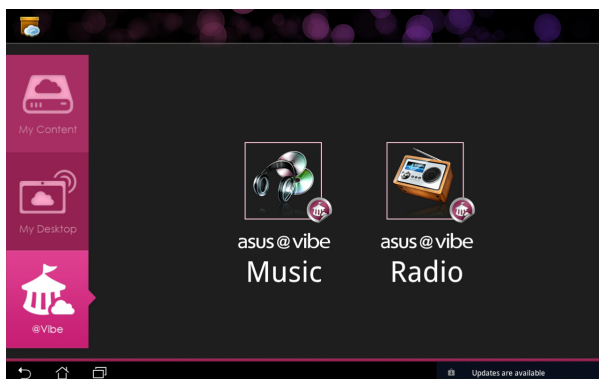 My Content
My Desktop
@Vibe
asus@vibe
Music
asus@vibe
Radio
Updates are available